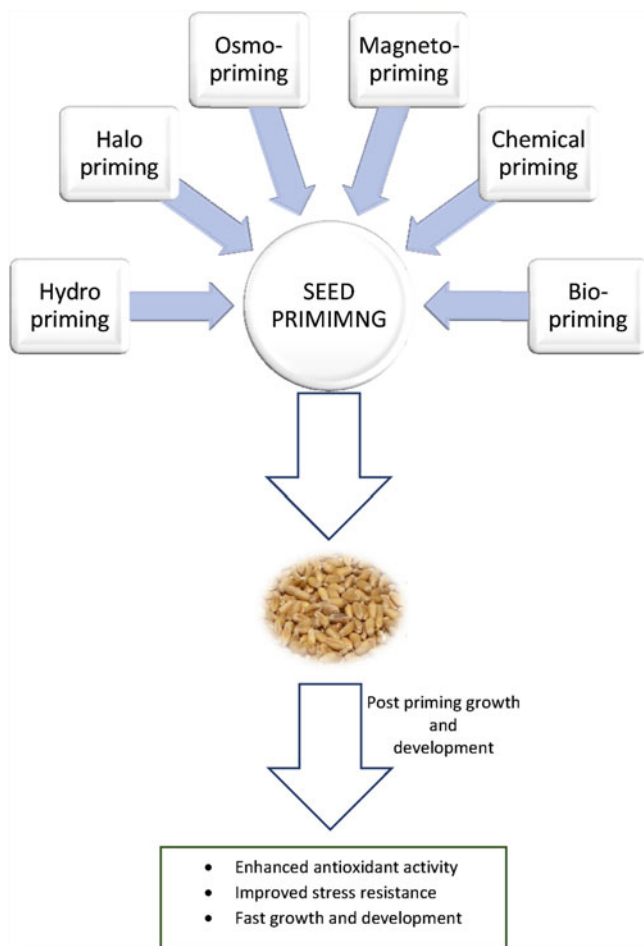 Osmo-
priming
Magneto-
priming
Halo
priming
Chemical
priming
Hydro
priming
SEED
PRIMIMNG
Bio-
priming
Post priming growth
and
development
• Enhanced antioxidant activity
• Improved stress resistance
• Fast growth and development